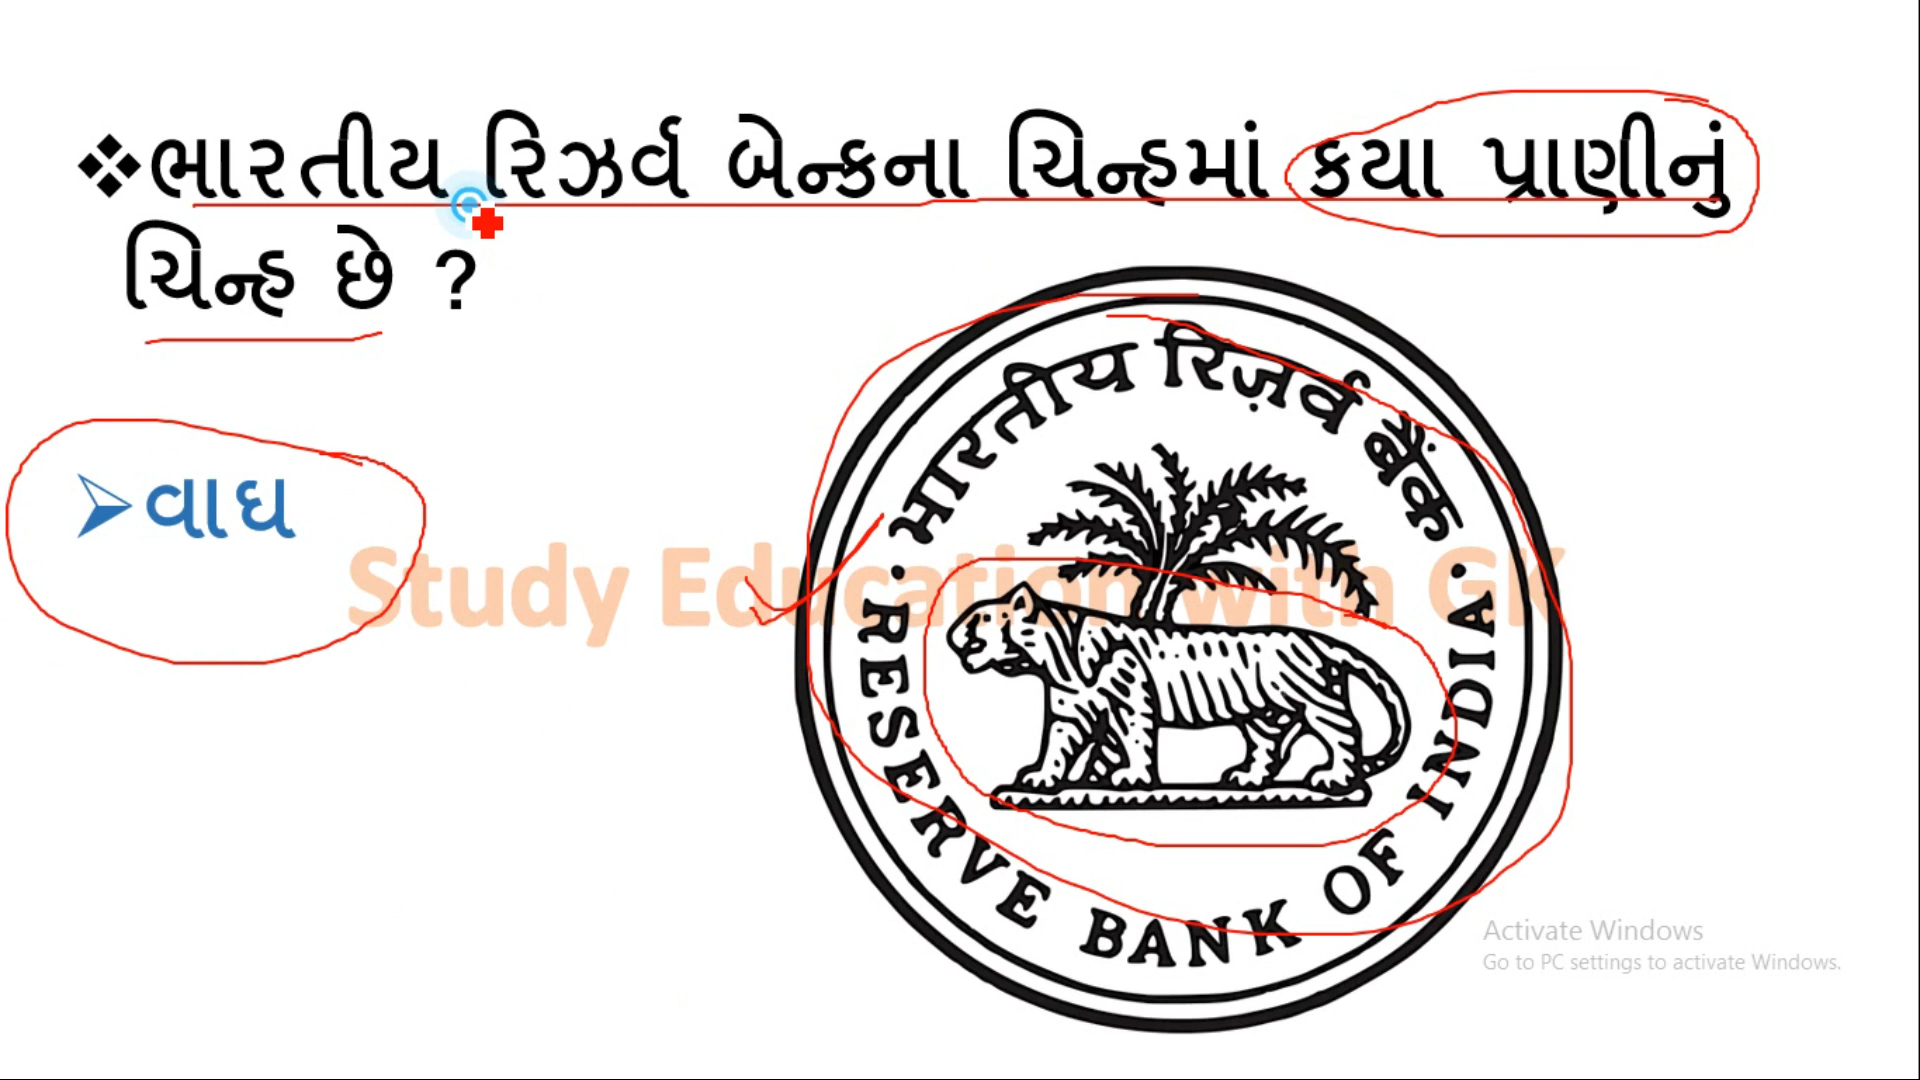 ❖ભારતીય રિઝર્વ બેન્કના ચિન્હમાં કયા પ્રાણીનું
ચિન્હ છે ?
➢વાઘ
Study Education with GK
भारतीय रिज़र्व बैंक
RESERVE BANK OF INDIA
Activate Windows
Go to PC settings to activate Windows.